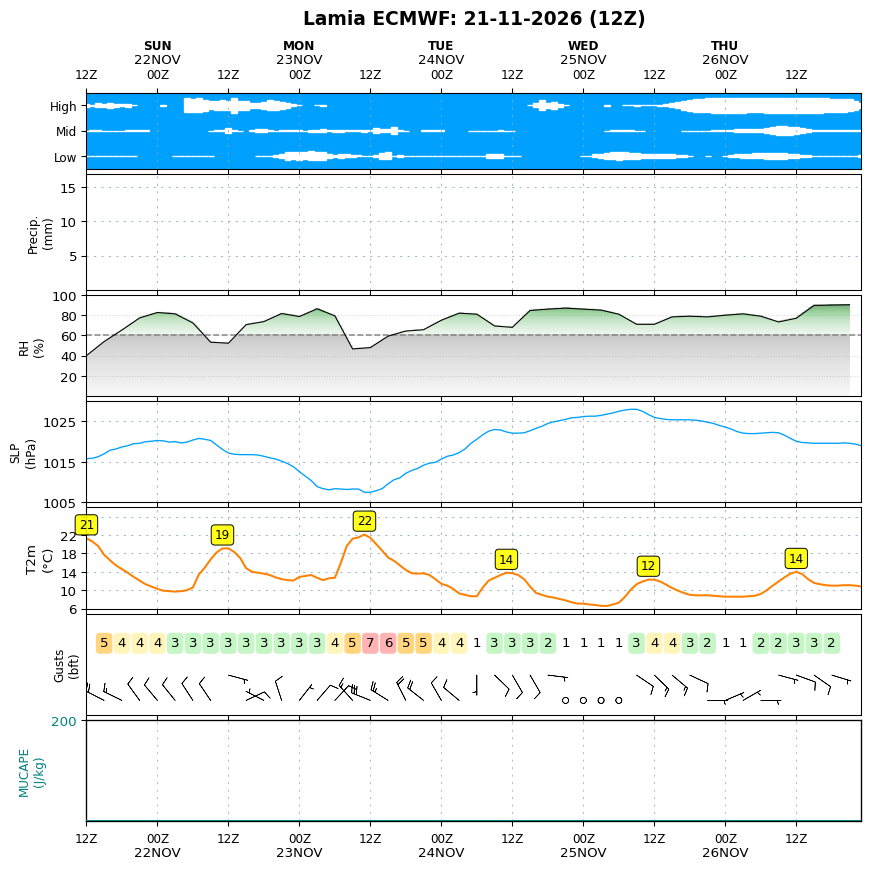 Lamia ECMWF: 21-11-2026 (12Z)
SUN MON TUE WED THU
22NOV 23NOV 24NOV 25NOV 26NOV
12Z 00Z 12Z 00Z 12Z 00Z 12Z 00Z 12Z 00Z 12Z
High
Mid
Low
Precip.
(mm)
15
10
5
RH
(%)
100
80
60
40
20
SLP
(hPa)
1025
1015
1005
T2m
(°C)
22
18
14
10
6
21 19 22 14 12 14
Gusts
(bft)
5 4 4 4 3 3 3 3 3 3 3 3 3 4 5 7 6 5 5 4 4 1 3 3 3 2 1 1 1 1 3 4 4 3 2 1 1 2 2 3 3 2
MUCAPE
(J/kg)
200
12Z 00Z 12Z 00Z 12Z 00Z 12Z 00Z 12Z 00Z 12Z
22NOV 23NOV 24NOV 25NOV 26NOV